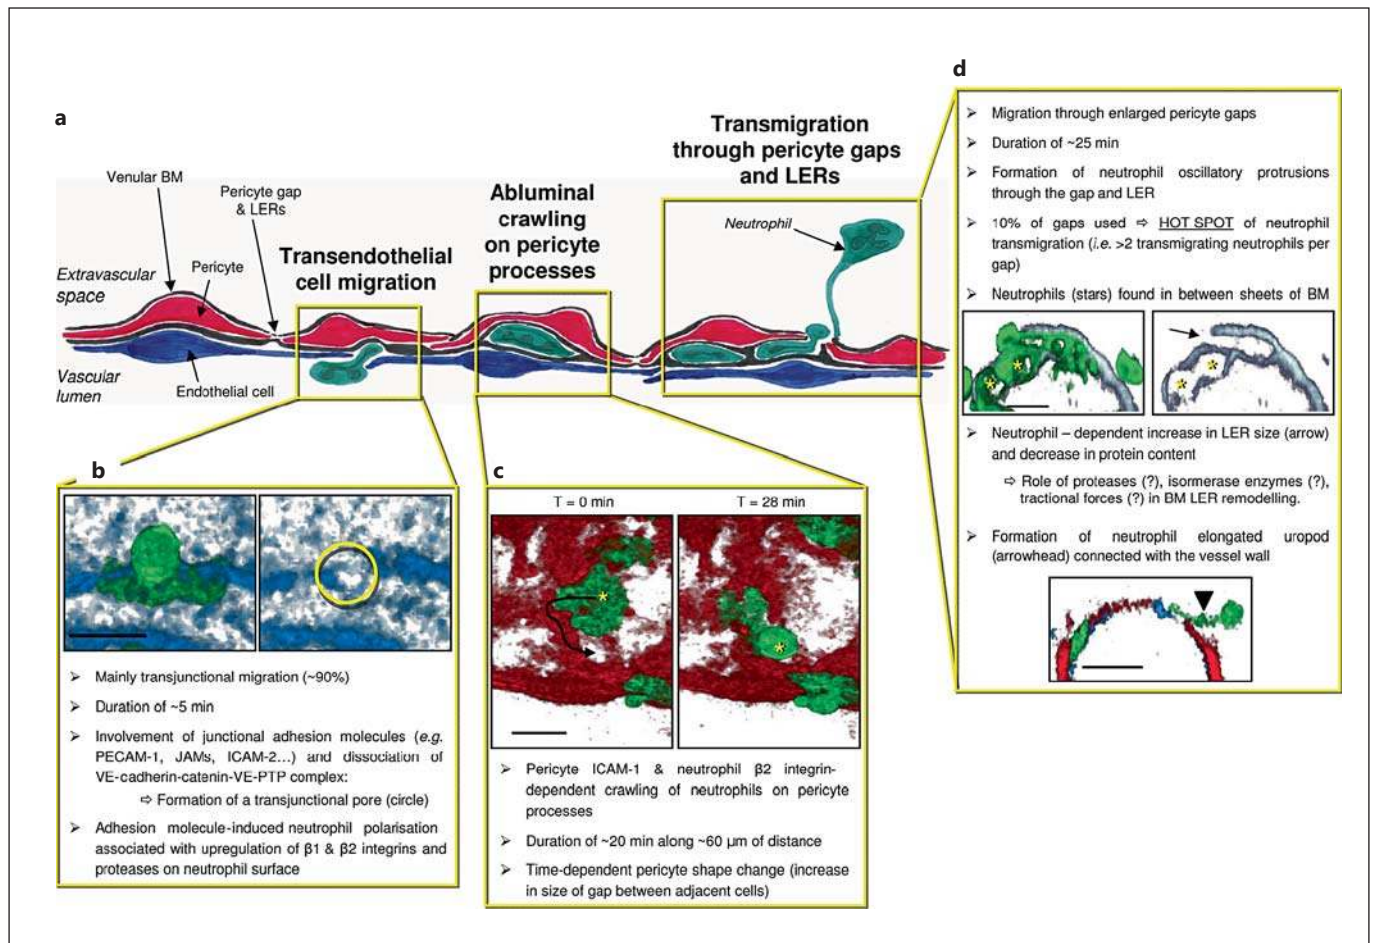 a
Venular BM
Pericyte gap
& LERs
Pericyte
Extravascular
space
Vascular
lumen
Endothelial cell
Transendothelial
cell migration
Abluminal
crawling
on pericyte
processes
Transmigration
through pericyte gaps
and LERs
Neutrophil
b
➢ Mainly transjunctional migration (~90%)
➢ Duration of ~5 min
➢ Involvement of junctional adhesion molecules (e.g.
PECAM-1, JAMs, ICAM-2...) and dissociation of
VE-cadherin-catenin-VE-PTP complex:
⇨ Formation of a transjunctional pore (circle)
➢ Adhesion molecule-induced neutrophil polarisation
associated with upregulation of β1 & β2 integrins and
proteases on neutrophil surface
c
T = 0 min
T = 28 min
➢ Pericyte ICAM-1 & neutrophil β2 integrin-
dependent crawling of neutrophils on pericyte
processes
➢ Duration of ~20 min along ~60 µm of distance
➢ Time-dependent pericyte shape change (increase
in size of gap between adjacent cells)
d
➢ Migration through enlarged pericyte gaps
➢ Duration of ~25 min
➢ Formation of neutrophil oscillatory protrusions
through the gap and LER
➢ 10% of gaps used ⇨ HOT SPOT of neutrophil
transmigration (i.e. >2 transmigrating neutrophils per
gap)
➢ Neutrophils (stars) found in between sheets of BM
➢ Neutrophil – dependent increase in LER size (arrow)
and decrease in protein content
⇨ Role of proteases (?), isomerase enzymes (?),
tractional forces (?) in BM LER remodelling.
➢ Formation of neutrophil elongated uropod
(arrowhead) connected with the vessel wall